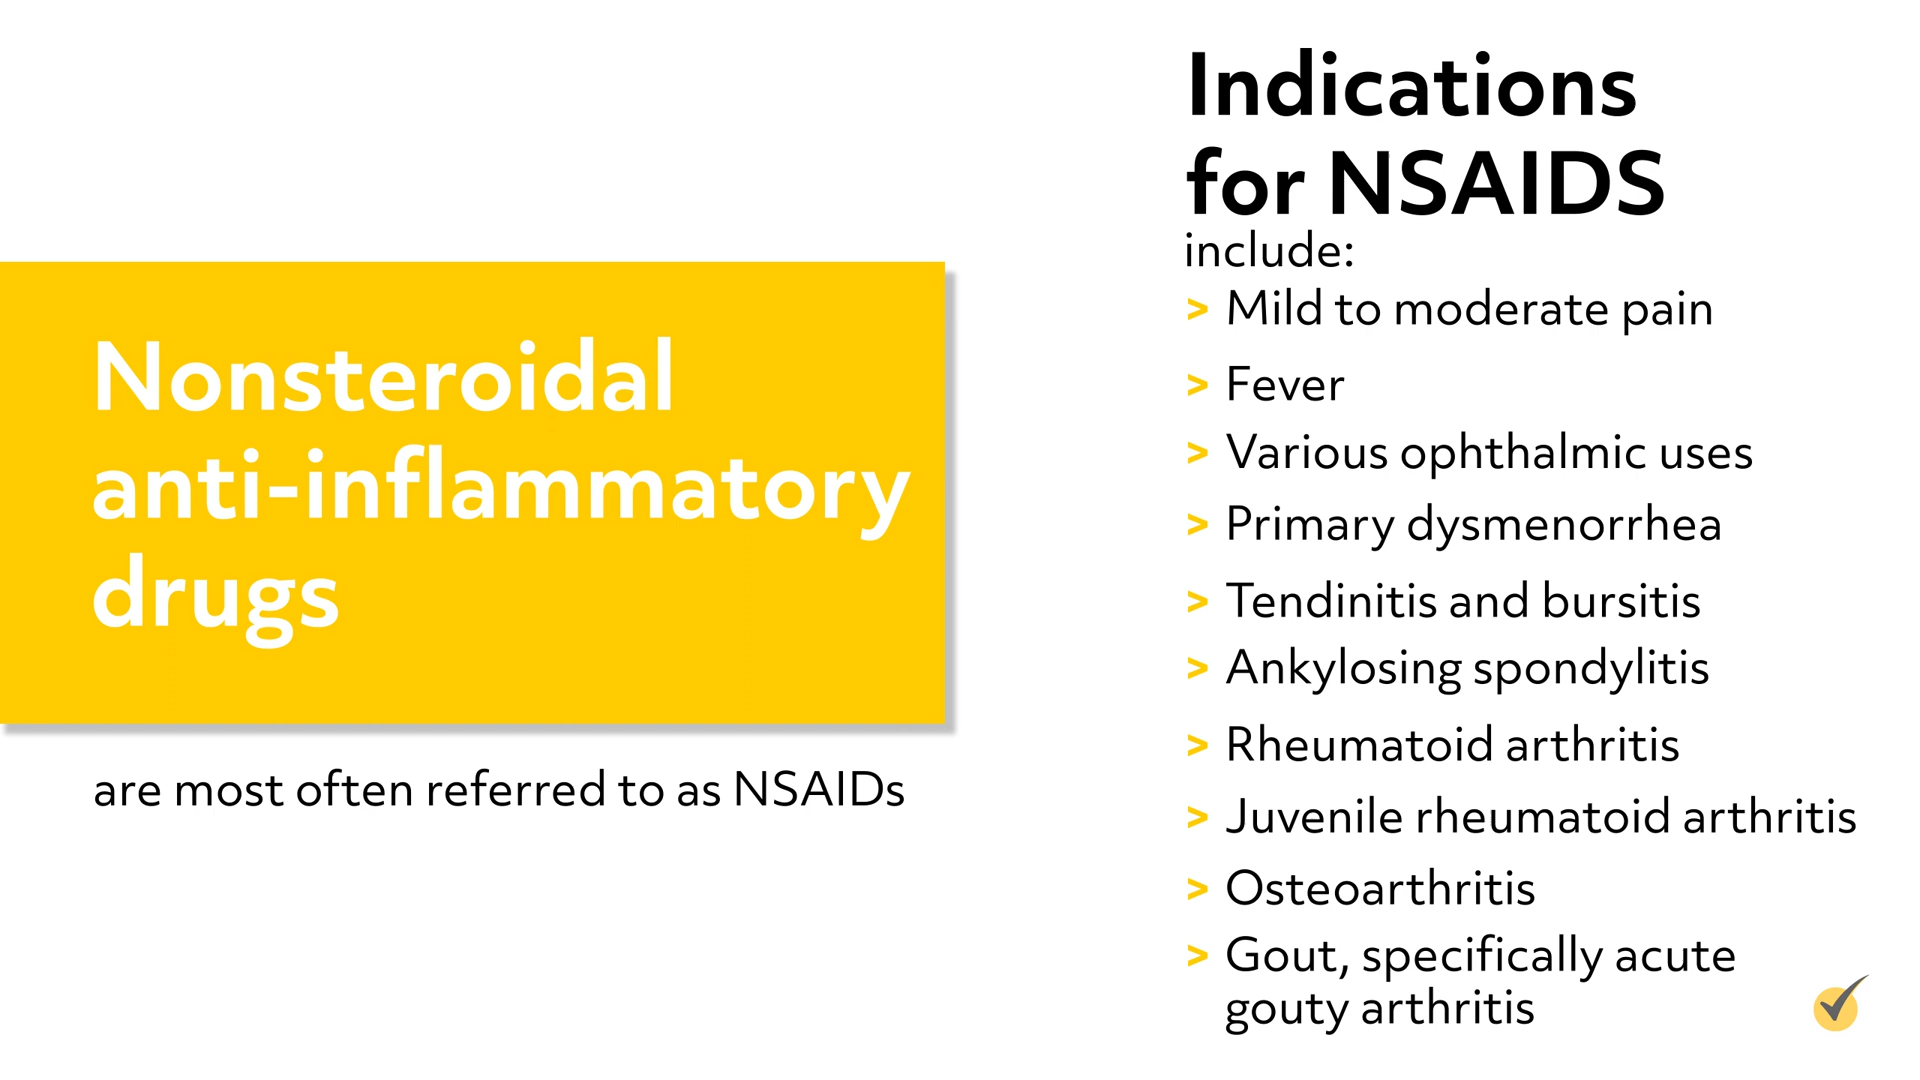 Nonsteroidal
anti-inflammatory
drugs
are most often referred to as NSAIDs
Indications
for NSAIDS
include:
> Mild to moderate pain
> Fever
> Various ophthalmic uses
> Primary dysmenorrhea
> Tendinitis and bursitis
> Ankylosing spondylitis
> Rheumatoid arthritis
> Juvenile rheumatoid arthritis
> Osteoarthritis
> Gout, specifically acute
gouty arthritis